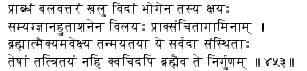 प्रारब्धं बलवत्तरं खलु विदां भोगेन तस्य क्षयः
सम्यग्ज्ञानहुताशनेन विलयः प्राक्संचितागामिनाम् ।
ब्रह्मात्मैक्यमवेक्ष्य तन्मयतया ये सर्वदा संस्थिताः
तेषां तत्त्रितयं नहि क्वचिदपि ब्रह्मैव ते निर्गुणम् ॥ ४५३॥